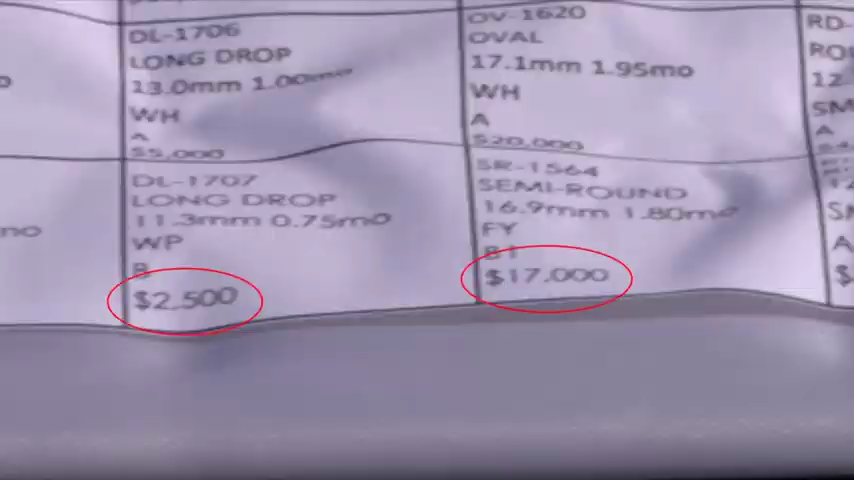 DL-1706
LONG DROP
13.0mm 1.00mo
WH
A
$5,000
OV-1620
OVAL
17.1mm 1.95mo
WH
A
$20,000
RD-
12
A
DL-1707
LONG DROP
11.3mm 0.75mo
WP
B
$2,500
SR-1564
SEMI-ROUND
16.9mm 1.80mo
FY
B1
$17,000
A
$